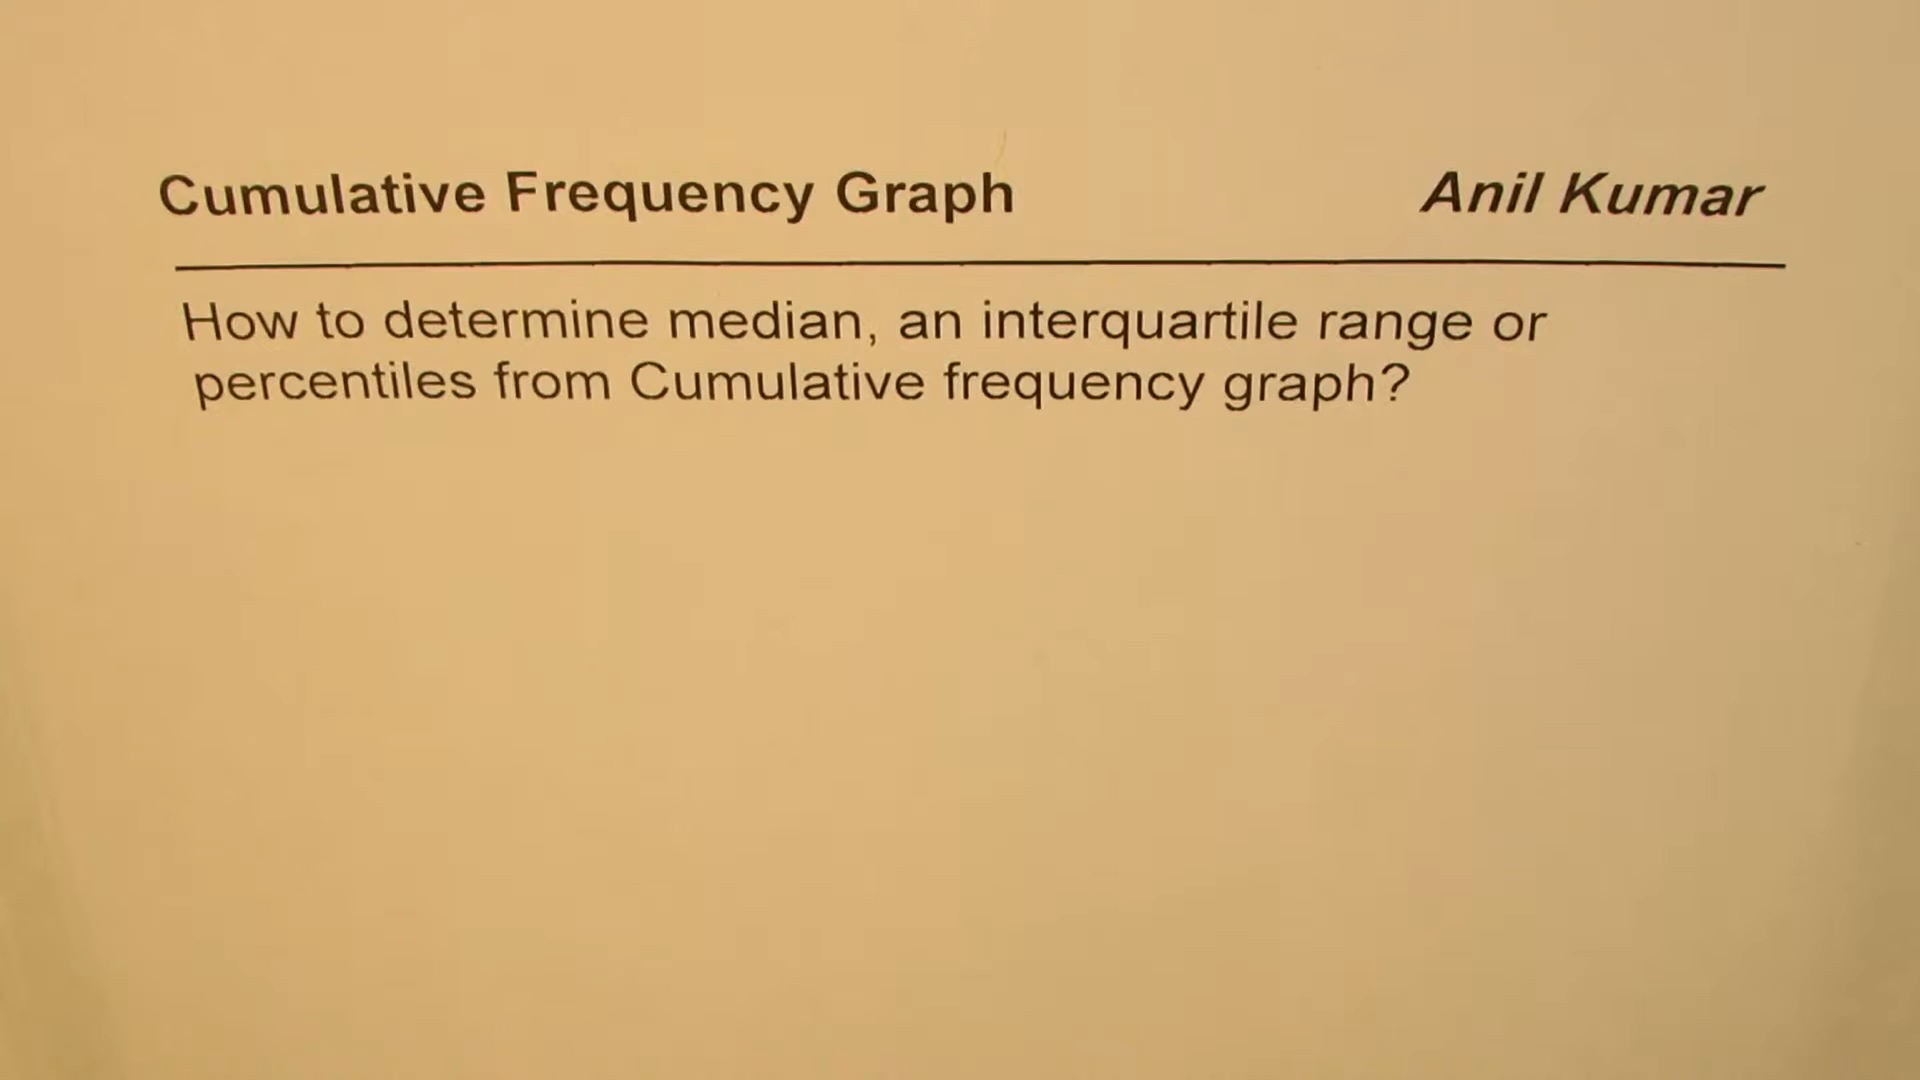 Cumulative Frequency Graph Anil Kumar
How to determine median, an interquartile range or
percentiles from Cumulative frequency graph?